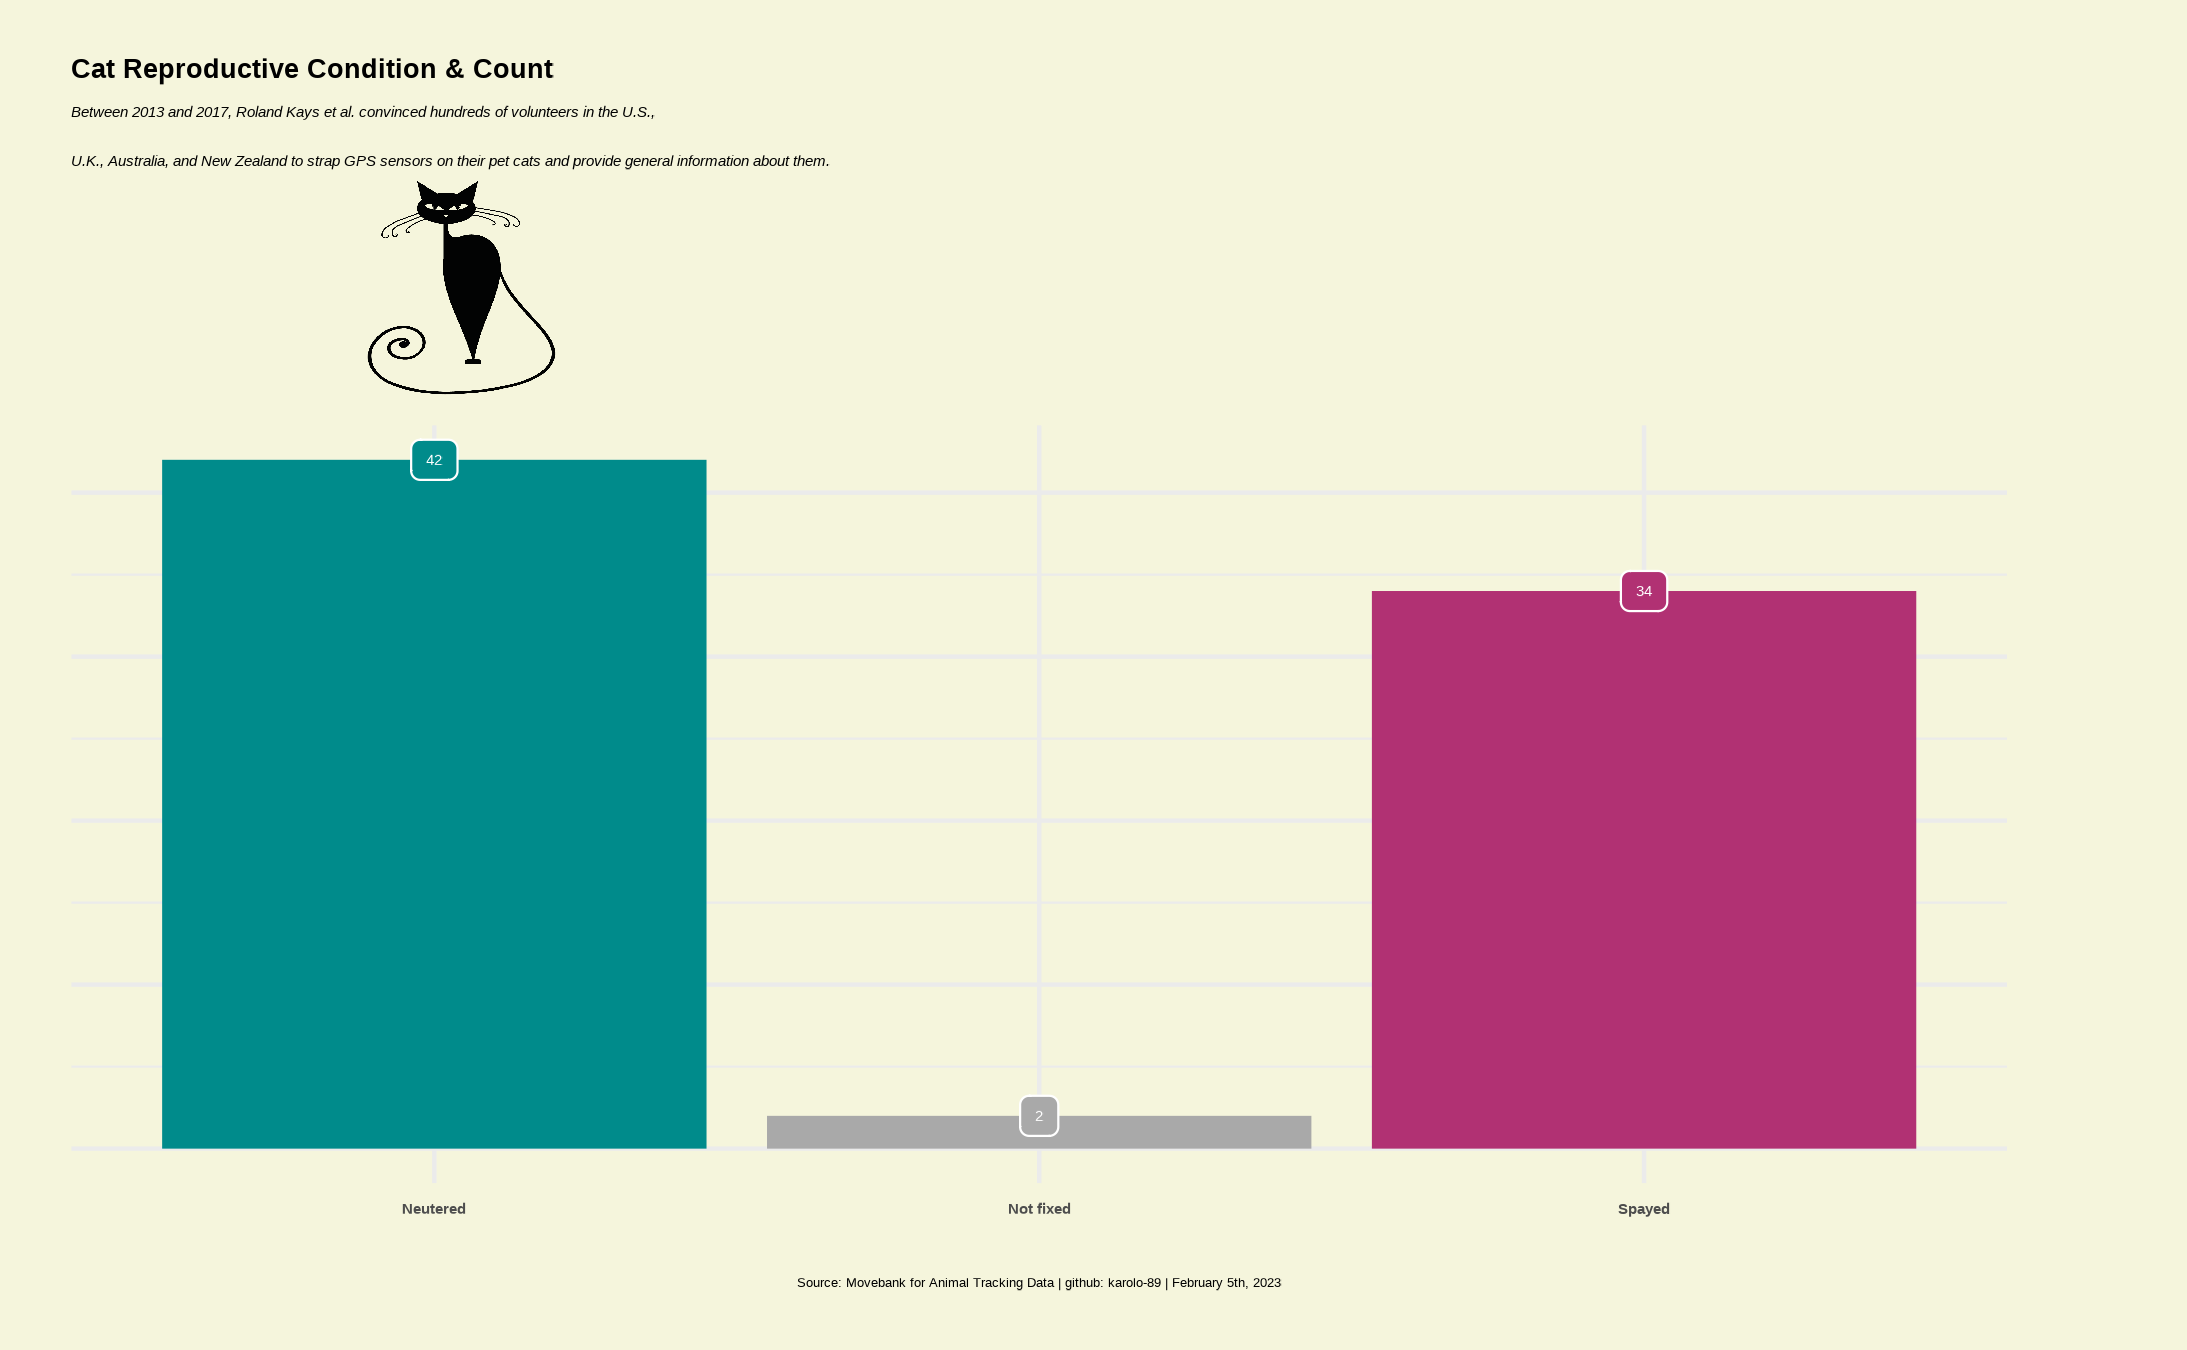 Cat Reproductive Condition & Count
Between 2013 and 2017, Roland Kays et al. convinced hundreds of volunteers in the U.S.,
U.K., Australia, and New Zealand to strap GPS sensors on their pet cats and provide general information about them.
42
34
2
Neutered
Not fixed
Spayed
Source: Movebank for Animal Tracking Data | github: karolo-89 | February 5th, 2023